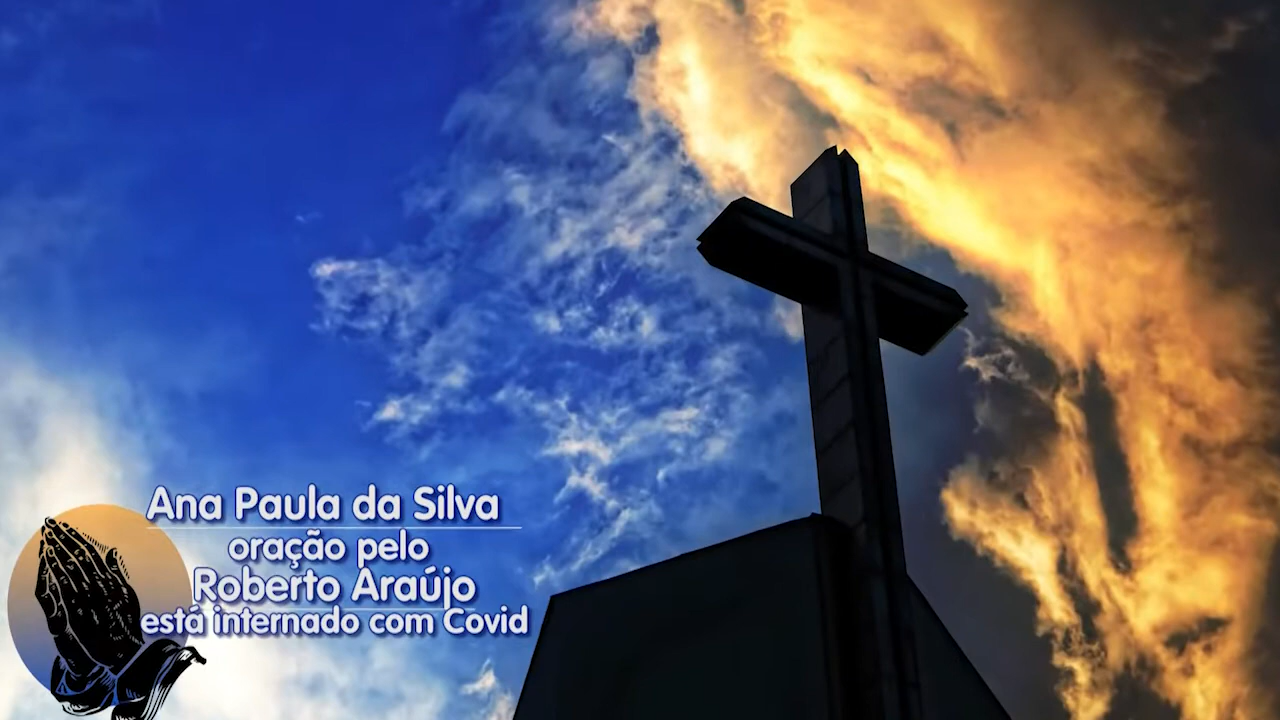 Ana Paula da Silva
oração pelo
Roberto Araújo
está internado com Covid